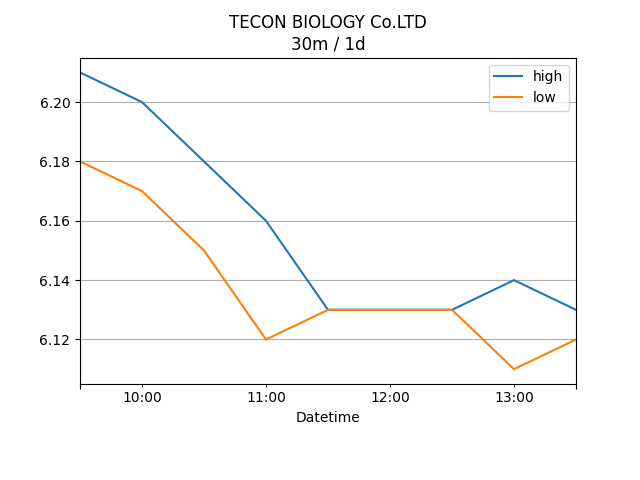 TECON BIOLOGY Co.LTD
30m / 1d
high
low
6.20
6.18
6.16
6.14
6.12
10:00 11:00 12:00 13:00
Datetime